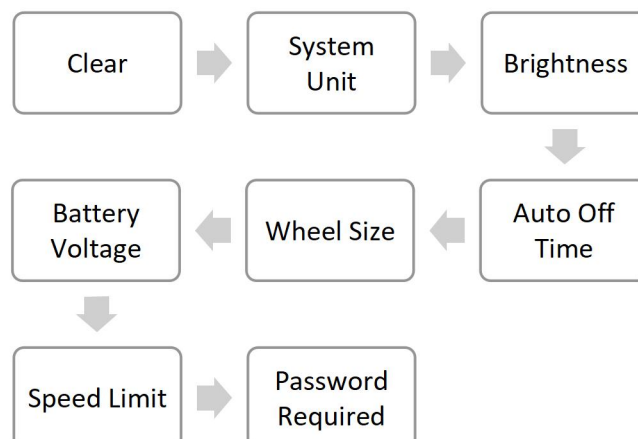 Clear
System
Unit
Brightness
Auto Off
Time
Wheel Size
Battery
Voltage
Speed Limit
Password
Required